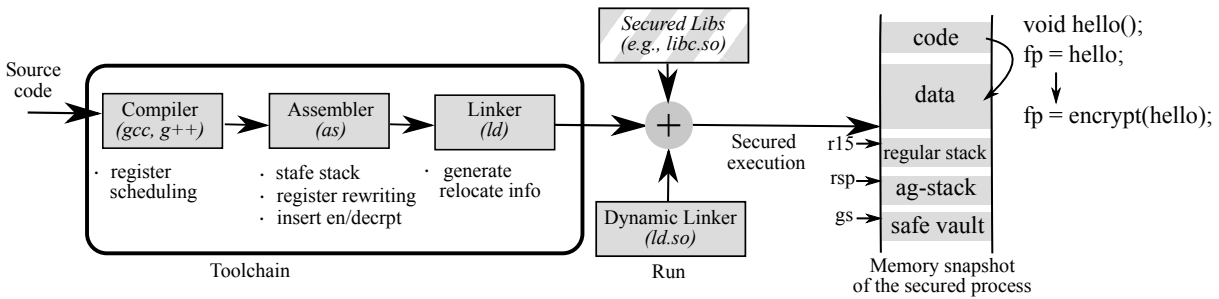 Source
code
Compiler
(gcc, g++)
· register
scheduling
Assembler
(as)
· stafe stack
· register rewriting
· insert en/decrpt
Linker
(ld)
· generate
relocate info
Toolchain
Secured Libs
(e.g., libc.so)
+
Dynamic Linker
(ld.so)
Run
Secured
execution
r15
rsp
gs
code
data
regular stack
ag-stack
safe vault
Memory snapshot
of the secured process
void hello();
fp = hello;
fp = encrypt(hello);